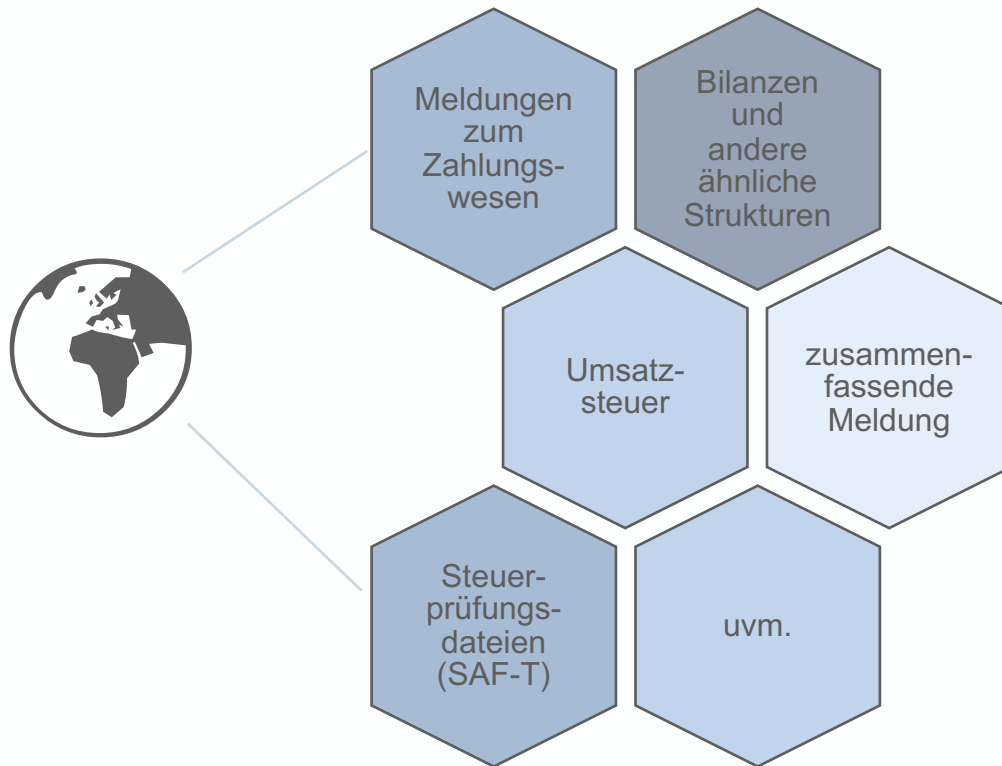 Meldungen
zum
Zahlungs-
wesen
Bilanzen
und
andere
ähnliche
Strukturen
Umsatz-
steuer
zusammen-
fassende
Meldung
Steuer-
prüfungs-
dateien
(SAF-T)
uvm.